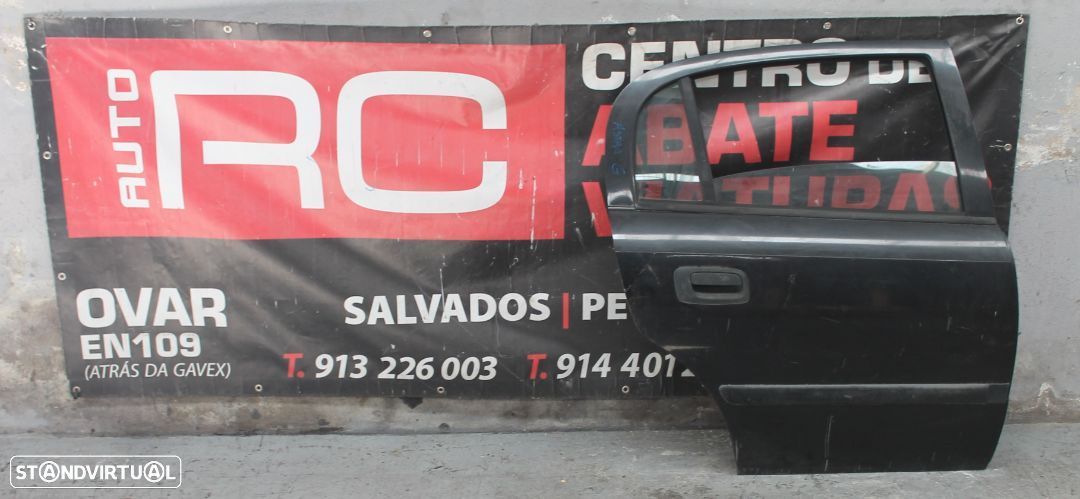 AUTO
RC
CENTRO DE
ABATE
OVAR
EN109
(ATRÁS DA GAVEX)
SALVADOS | PE
T. 913 226 003
T. 914 401
STANDVIRTUAL